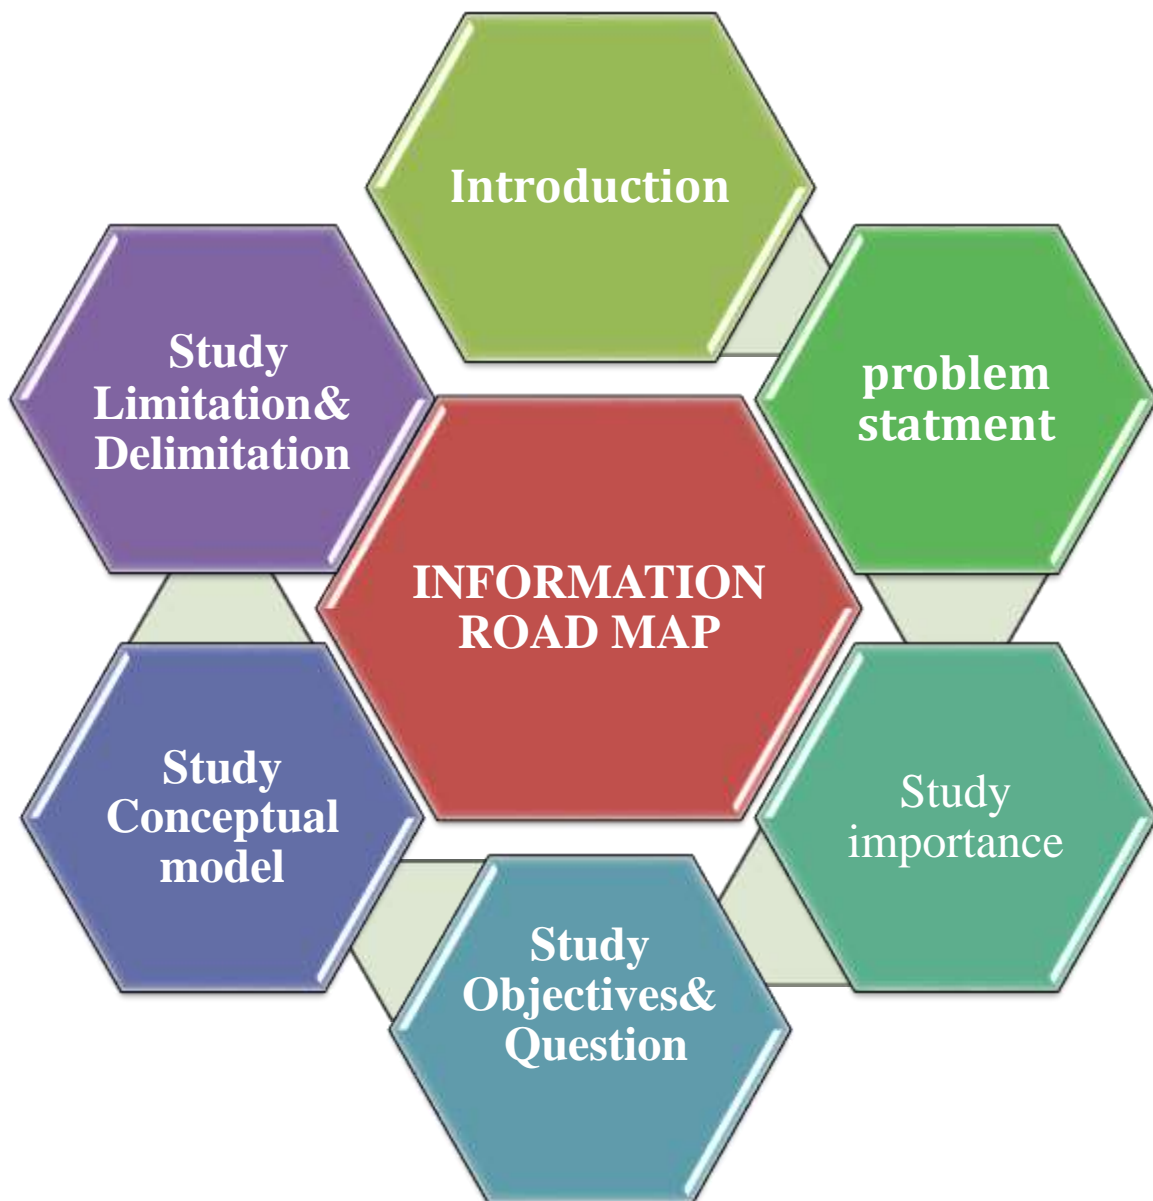 Introduction
problem
statment
Study
importance
Study
Objectives&
Question
Study
Conceptual
model
Study
Limitation&
Delimitation
INFORMATION
ROAD MAP